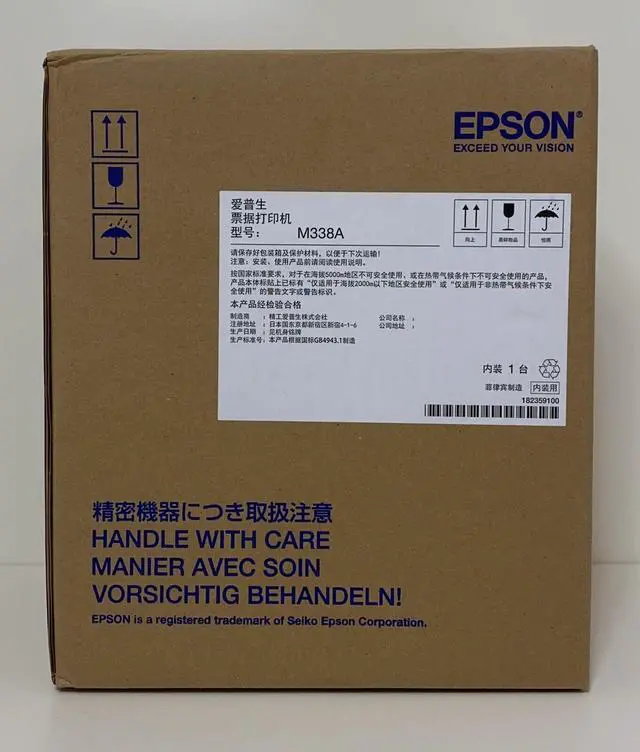 EPSON®
EXCEED YOUR VISION
爱普生
票据打印机
型号： M338A
向上
易碎物品
怕雨
请保存好包装箱及保护材料，以便于下次运输！
注意：安装、使用产品前请阅读使用说明。
按国家标准要求，对于在海拔5000m地区不可安全使用、或在热带气候条件下不可安全使用的产品，
产品本体标贴上已标有“仅适用于海拔2000m以下地区安全使用”或“仅适用于非热带气候条件下安
全使用”的警告文字或警告标识。
本产品经检验合格
制造商 ：精工爱普生株式会社 公司名称 ：
注册地址 ：日本国东京都新宿区新宿4-1-6 公司地址 ：
生产日期 ：见机身铭牌
生产标准号：本产品根据国标GB4943.1制造
内装 1 台
菲律宾制造 内装用
182359100
精密機器につき取扱注意
HANDLE WITH CARE
MANIER AVEC SOIN
VORSICHTIG BEHANDELN!
EPSON is a registered trademark of Seiko Epson Corporation.